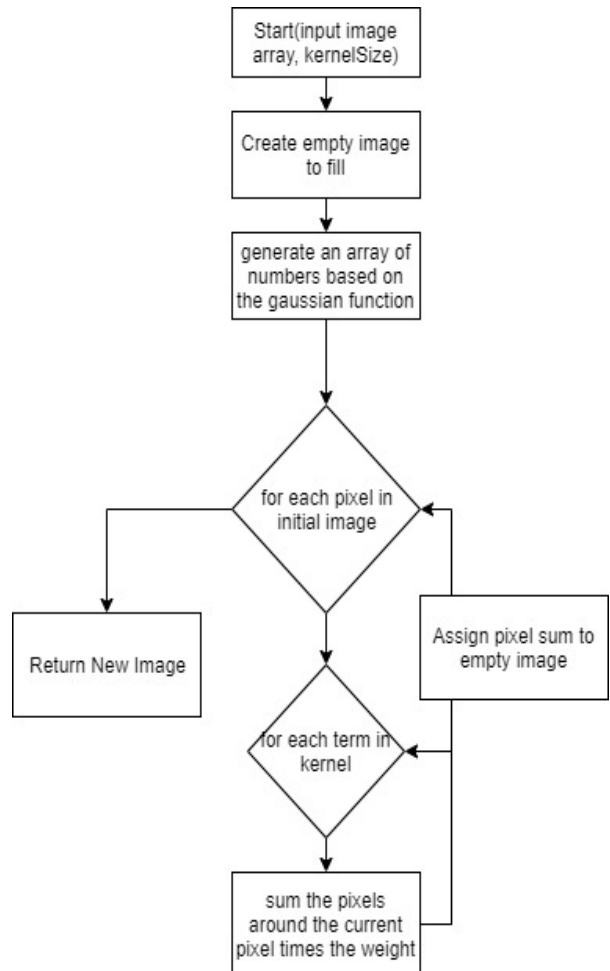 Start(input image
array, kernelSize)
Create empty image
to fill
generate an array of
numbers based on
the gaussian function
for each pixel in
initial image
Return New Image
Assign pixel sum to
empty image
for each term in
kernel
sum the pixels
around the current
pixel times the weight